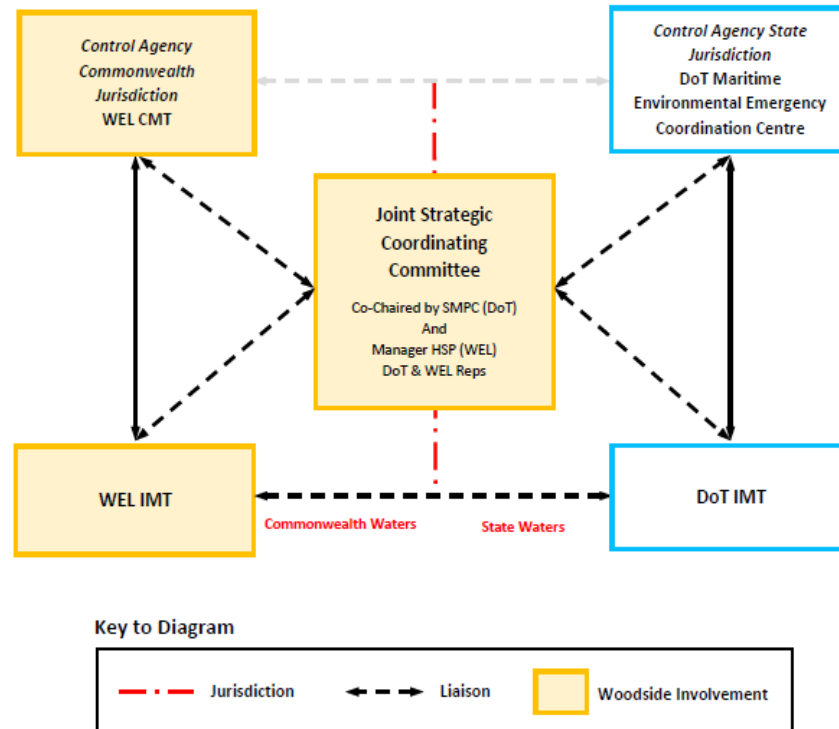 Control Agency
Commonwealth
Jurisdiction
WEL CMT
Control Agency State
Jurisdiction
DoT Maritime
Environmental Emergency
Coordination Centre
Joint Strategic
Coordinating
Committee
Co-Chaired by SMPC (DoT)
And
Manager HSP (WEL)
DoT & WEL Reps
WEL IMT
DoT IMT
Commonwealth Waters
State Waters
Key to Diagram
Jurisdiction
Liaison
Woodside Involvement